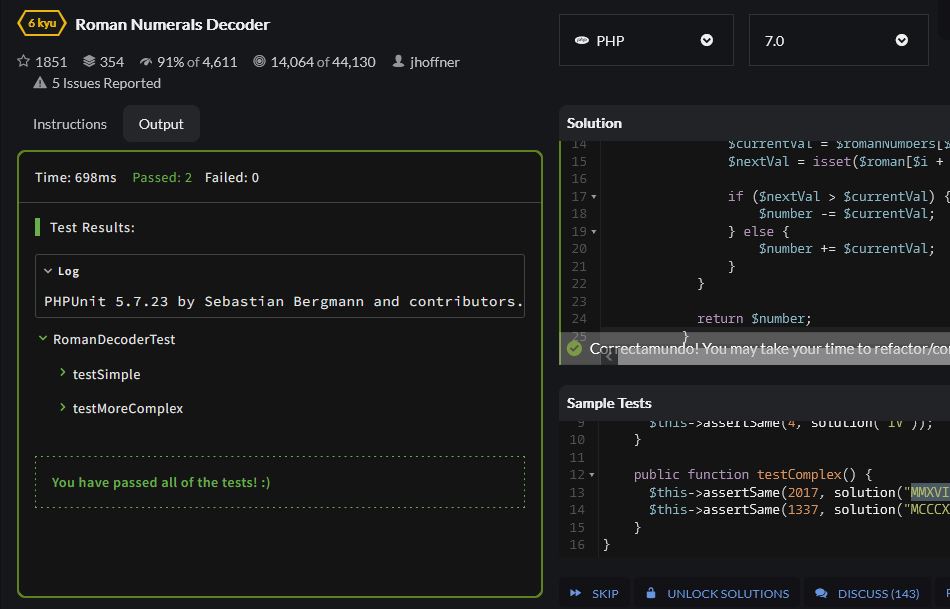 6 kyu
Roman Numerals Decoder
1851 354 91% of 4,611 14,064 of 44,130 jhoffner
5 Issues Reported
PHP
7.0
Instructions
Output
Time: 698ms Passed: 2 Failed: 0
Test Results:
Log
PHPUnit 5.7.23 by Sebastian Bergmann and contributors.
RomanDecoderTest
testSimple
testMoreComplex
You have passed all of the tests! :)
Solution
14 $currentVal = $romanNumbers[$
15 $nextVal = isset($roman[$i +
16
17 if ($nextVal > $currentVal) {
18 $number -= $currentVal;
19 } else {
20 $number += $currentVal;
21 }
22 }
23
24 return $number;
25 }
Correctamundo! You may take your time to refactor/co
Sample Tests
9 $this->assertSame(4, solution("IV"));
10 }
11
12 public function testComplex() {
13 $this->assertSame(2017, solution("MMXVI
14 $this->assertSame(1337, solution("MCCCX
15 }
16 }
SKIP
UNLOCK SOLUTIONS
DISCUSS (143)